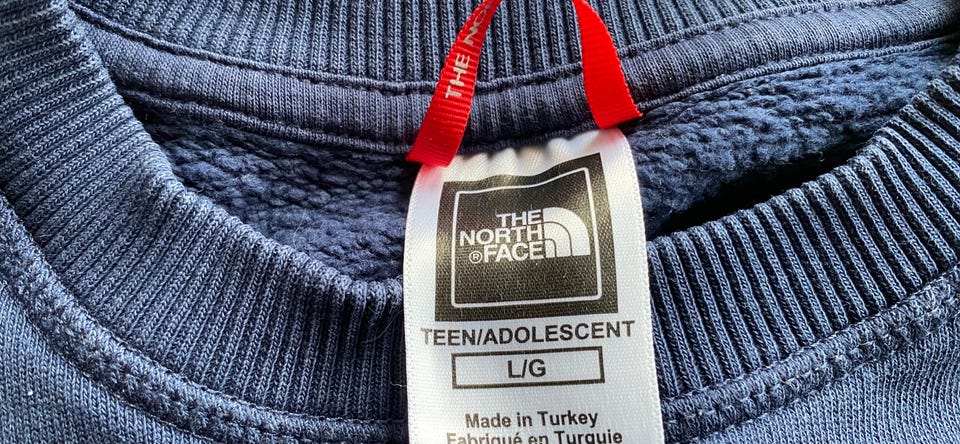 THE NO
THE
NORTH
®FACE
TEEN/ADOLESCENT
L/G
Made in Turkey
Fabriqué en Turquie